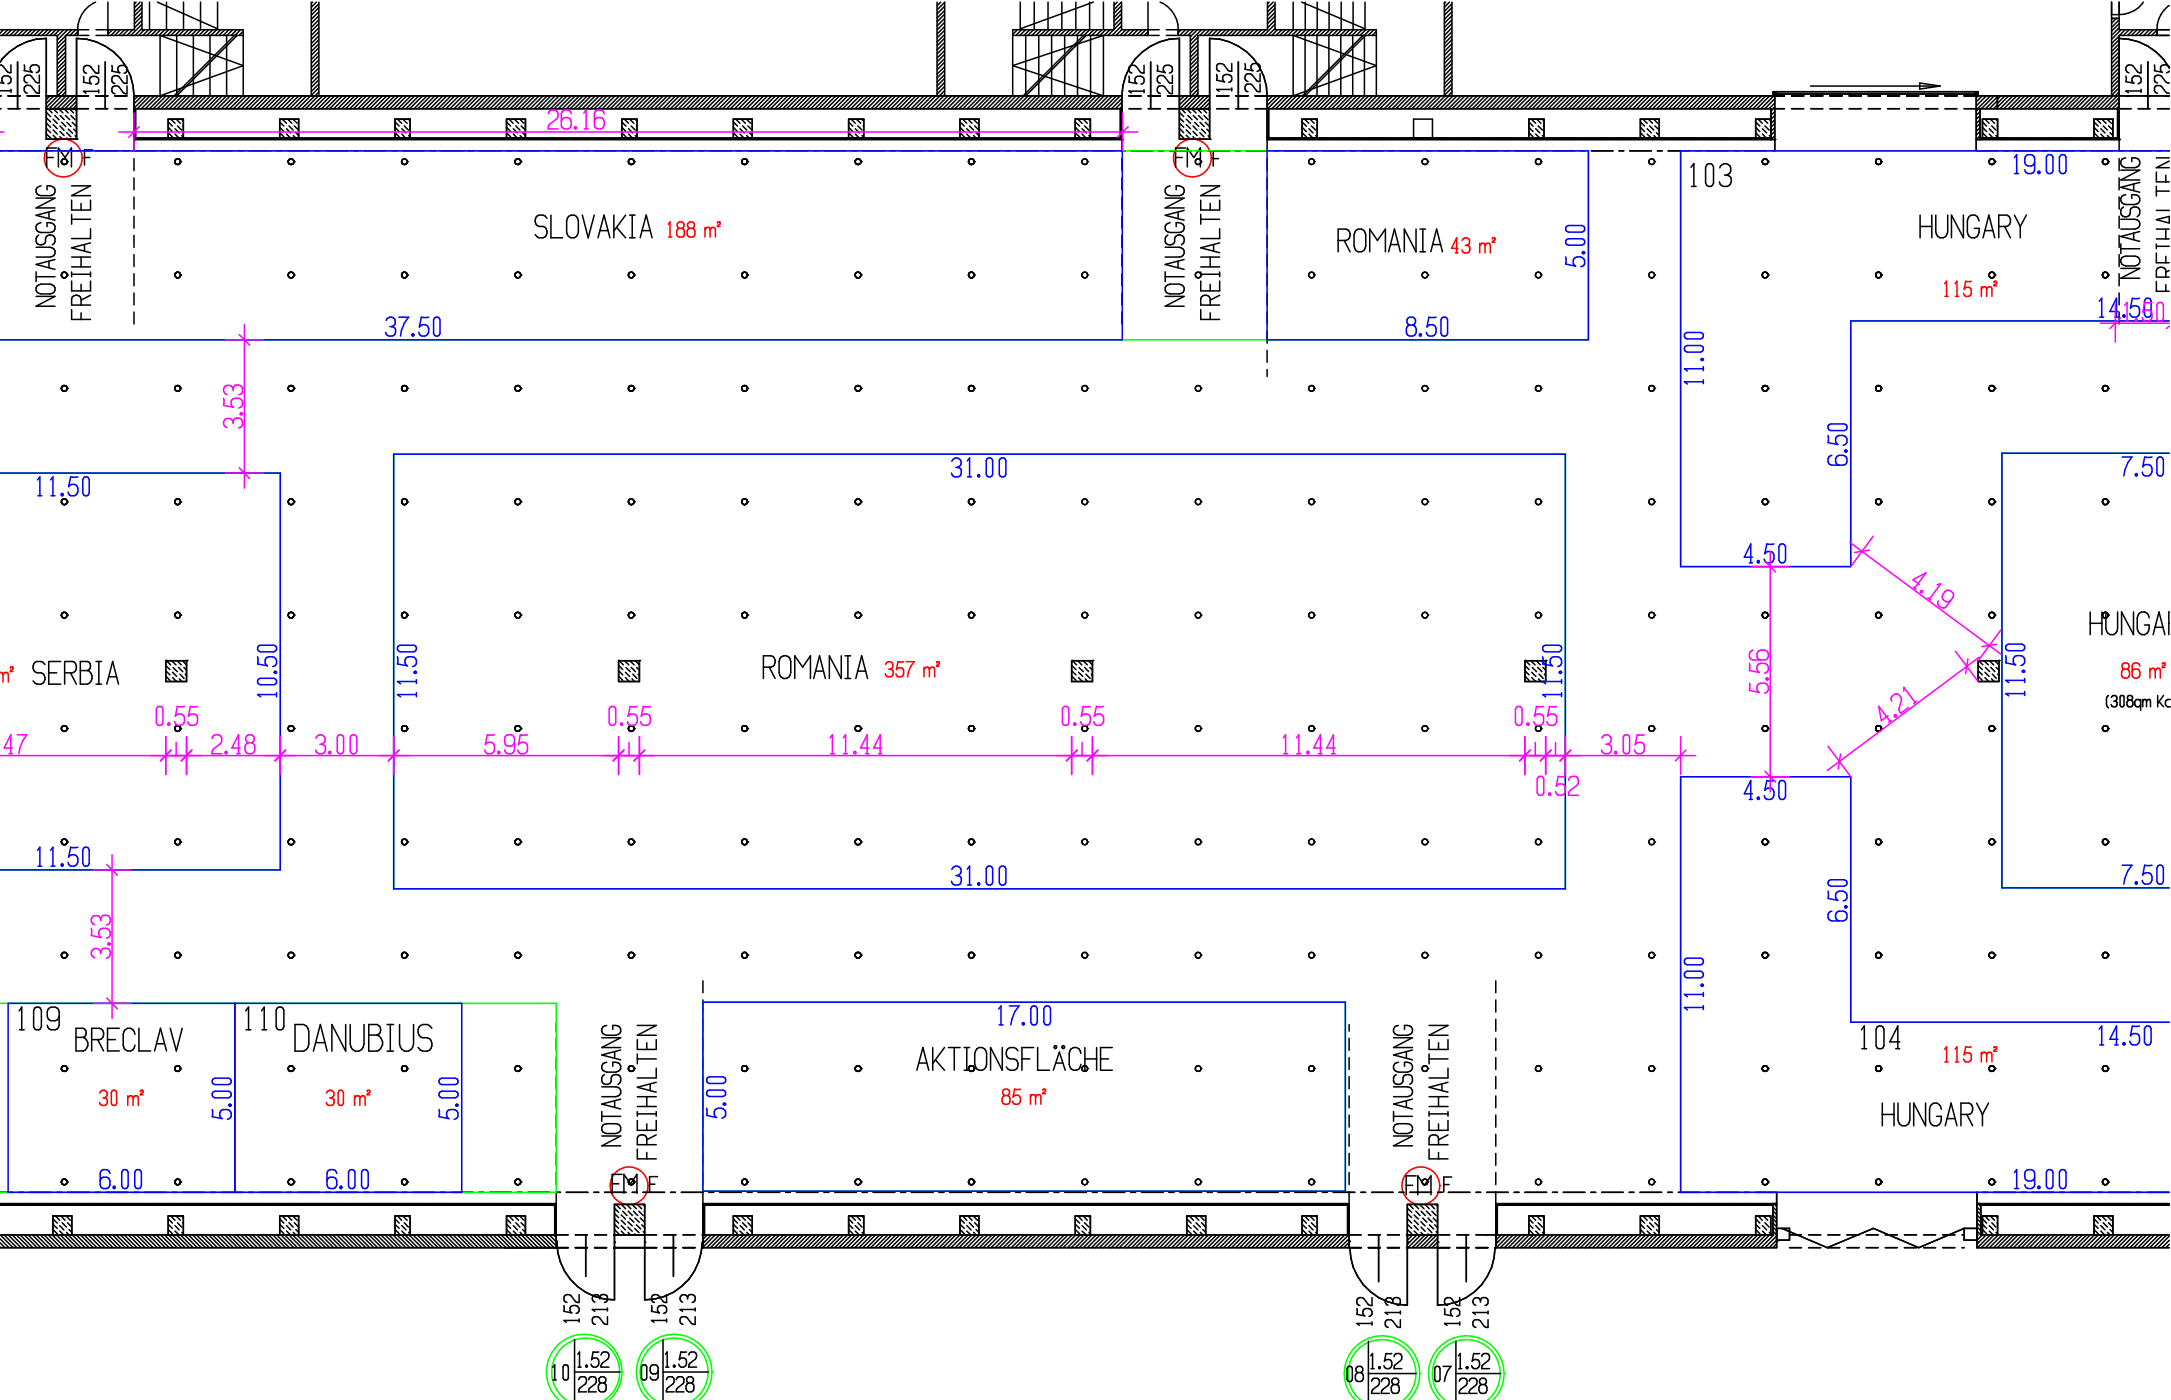 152
225
152
225
152
225
152
225
152
225
26.16
FM F
FM F
NOTAUSGANG
FREIHALTEN
SLOVAKIA 188 m²
37.50
NOTAUSGANG
FREIHALTEN
ROMANIA 43 m²
5.00
8.50
103
19.00
HUNGARY
115 m²
NOTAUSGANG
FREIHALTEN
14.50
11.00
3.53
6.50
11.50
31.00
7.50
4.50
4.19
SERBIA
10.50
11.50
ROMANIA 357 m²
11.50
5.56
4.21
11.50
86 m²
0.55
0.55
0.55
0.55
2.48
3.00
5.95
11.44
11.44
3.05
0.52
4.50
11.50
31.00
7.50
3.53
6.50
11.00
109
BRECLAV
30 m²
5.00
6.00
110
DANUBIUS
30 m²
5.00
6.00
NOTAUSGANG
FREIHALTEN
FM F
17.00
AKTIONSFLÄCHE
85 m²
5.00
NOTAUSGANG
FREIHALTEN
FM F
104
115 m²
14.50
HUNGARY
19.00
152
213
152
213
152
213
152
213
10
1.52
228
09
1.52
228
08
1.52
228
07
1.52
228